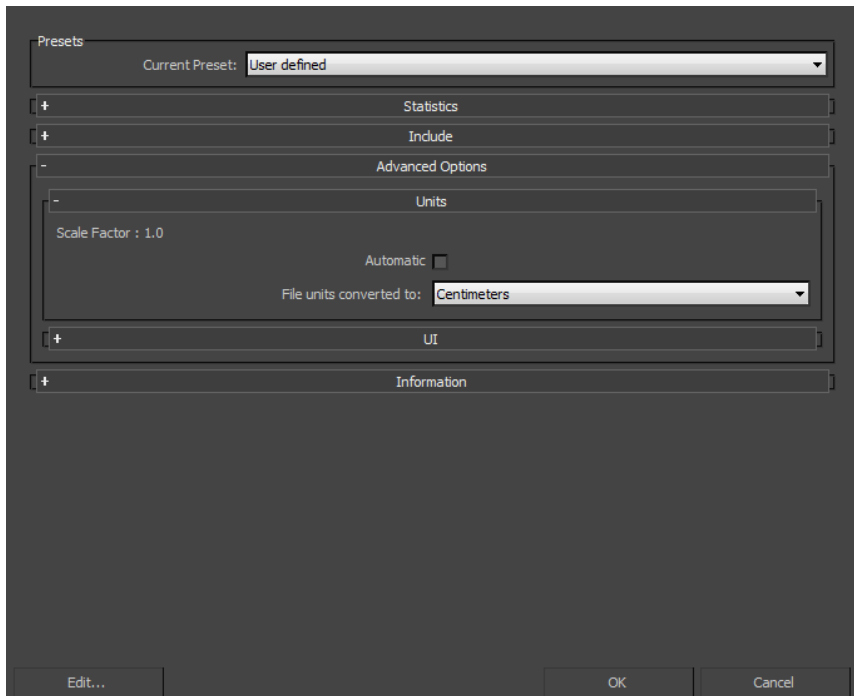 Presets
Current Preset: User defined
+ Statistics
+ Include
- Advanced Options
- Units
Scale Factor : 1.0
Automatic
File units converted to: Centimeters
+ UI
+ Information
Edit... OK Cancel